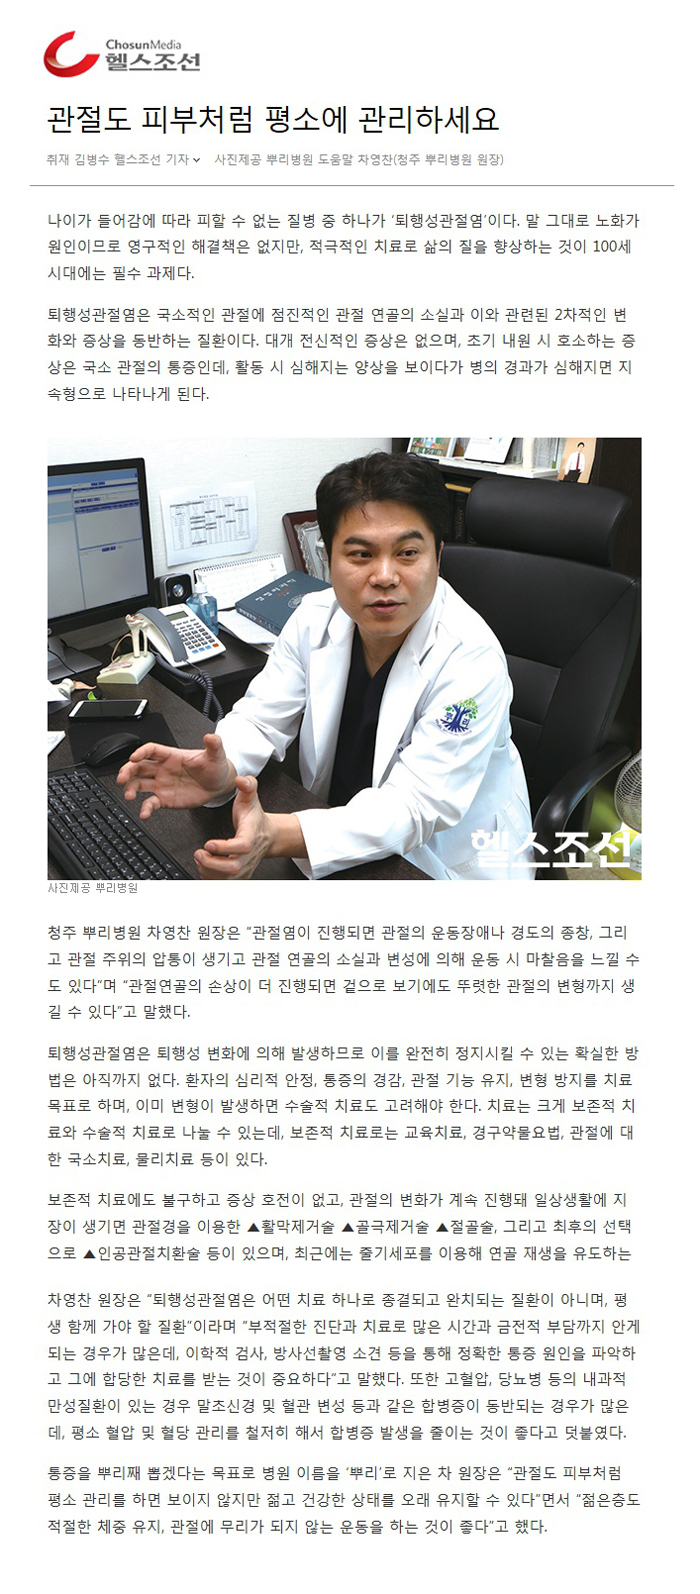 ChosunMedia
헬스조선
관절도 피부처럼 평소에 관리하세요
취재 김병수 헬스조선 기자 사진제공 뿌리병원 도움말 차영찬(청주 뿌리병원 원장)
나이가 들어감에 따라 피할 수 없는 질병 중 하나가 ‘퇴행성관절염’이다. 말 그대로 노화가
원인이므로 영구적인 해결책은 없지만, 적극적인 치료로 삶의 질을 향상하는 것이 100세
시대에는 필수 과제다.
퇴행성관절염은 국소적인 관절에 점진적인 관절 연골의 소실과 이와 관련된 2차적인 변
화와 증상을 동반하는 질환이다. 대개 전신적인 증상은 없으며, 초기 내원 시 호소하는 증
상은 국소 관절의 통증인데, 활동 시 심해지는 양상을 보이다가 병의 경과가 심해지면 지
속형으로 나타나게 된다.
뿌리
헬스조선
사진제공 뿌리병원
청주 뿌리병원 차영찬 원장은 “관절염이 진행되면 관절의 운동장애나 경도의 종창, 그리
고 관절 주위의 압통이 생기고 관절 연골의 소실과 변성에 의해 운동 시 마찰음을 느낄 수
도 있다”며 “관절연골의 손상이 더 진행되면 겉으로 보기에도 뚜렷한 관절의 변형까지 생
길 수 있다”고 말했다.
퇴행성관절염은 퇴행성 변화에 의해 발생하므로 이를 완전히 정지시킬 수 있는 확실한 방
법은 아직까지 없다. 환자의 심리적 안정, 통증의 경감, 관절 기능 유지, 변형 방지를 치료
목표로 하며, 이미 변형이 발생하면 수술적 치료도 고려해야 한다. 치료는 크게 보존적 치
료와 수술적 치료로 나눌 수 있는데, 보존적 치료로는 교육치료, 경구약물요법, 관절에 대
한 국소치료, 물리치료 등이 있다.
보존적 치료에도 불구하고 증상 호전이 없고, 관절의 변화가 계속 진행돼 일상생활에 지
장이 생기면 관절경을 이용한 ▲활막제거술 ▲골극제거술 ▲절골술, 그리고 최후의 선택
으로 ▲인공관절치환술 등이 있으며, 최근에는 줄기세포를 이용해 연골 재생을 유도하는
차영찬 원장은 “퇴행성관절염은 어떤 치료 하나로 종결되고 완치되는 질환이 아니며, 평
생 함께 가야 할 질환”이라며 “부적절한 진단과 치료로 많은 시간과 금전적 부담까지 안게
되는 경우가 많은데, 이학적 검사, 방사선촬영 소견 등을 통해 정확한 통증 원인을 파악하
고 그에 합당한 치료를 받는 것이 중요하다”고 말했다. 또한 고혈압, 당뇨병 등의 내과적
만성질환이 있는 경우 말초신경 및 혈관 변성 등과 같은 합병증이 동반되는 경우가 많은
데, 평소 혈압 및 혈당 관리를 철저히 해서 합병증 발생을 줄이는 것이 좋다고 덧붙였다.
통증을 뿌리째 뽑겠다는 목표로 병원 이름을 ‘뿌리’로 지은 차 원장은 “관절도 피부처럼
평소 관리를 하면 보이지 않지만 젊고 건강한 상태를 오래 유지할 수 있다”면서 “젊은층도
적절한 체중 유지, 관절에 무리가 되지 않는 운동을 하는 것이 좋다”고 했다.